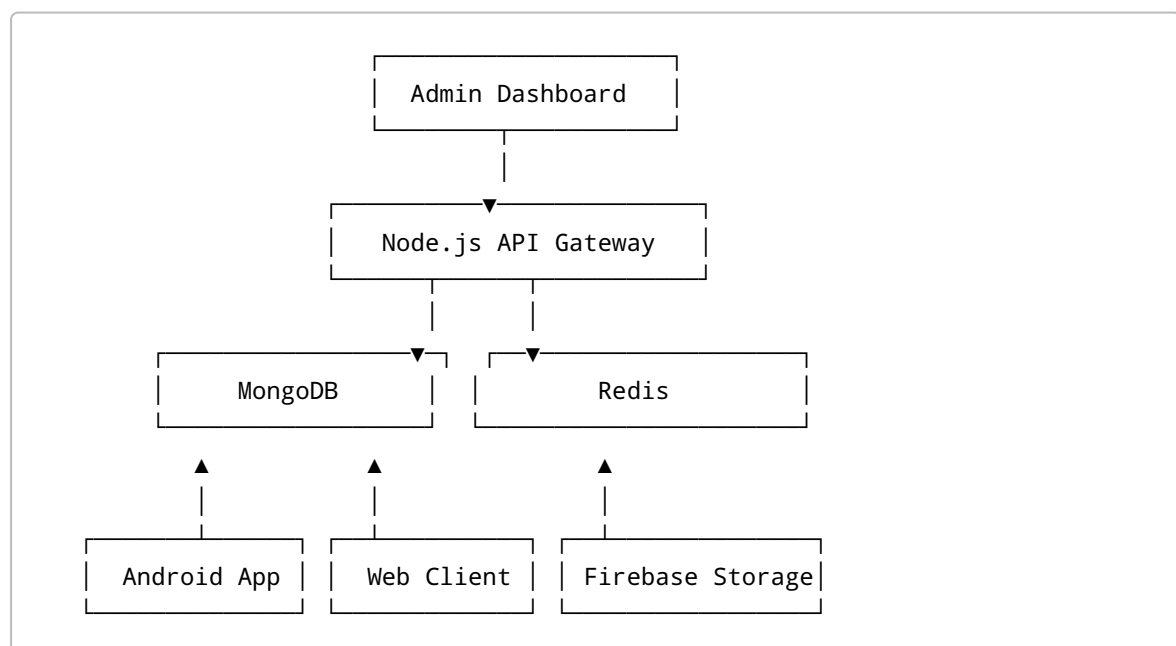 Admin Dashboard
Node.js API Gateway
MongoDB Redis
Android App Web Client Firebase Storage